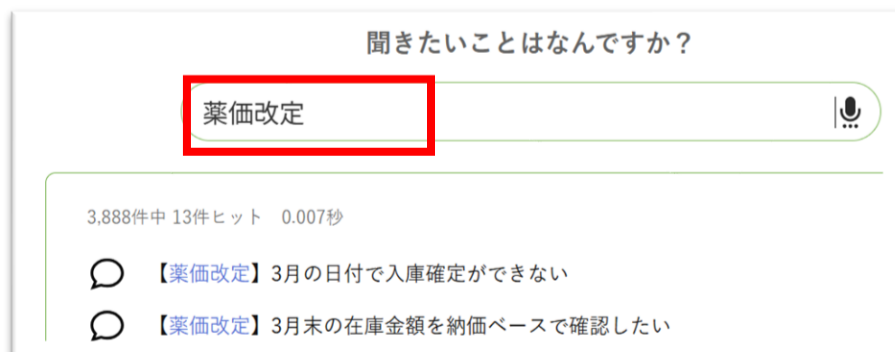 聞きたいことはなんですか？
薬価改定
3,888件中 13件ヒット 0.007秒
【薬価改定】3月の日付で入庫確定ができない
【薬価改定】3月末の在庫金額を納価ベースで確認したい